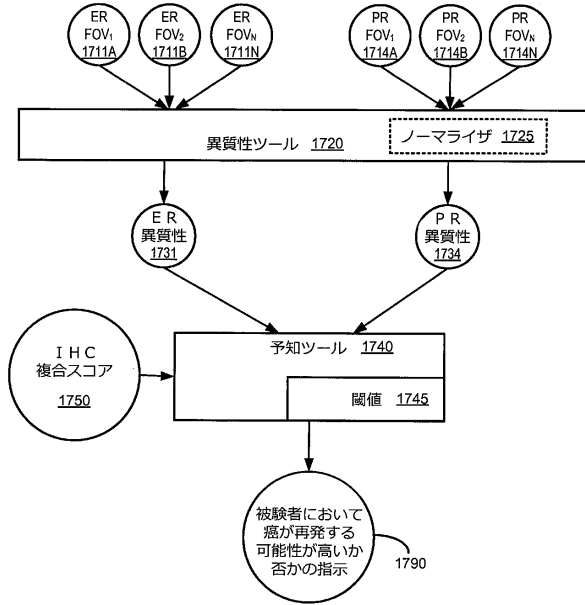 ER
FOV₁
1711A
ER
FOV₂
1711B
ER
FOVN
1711N
PR
FOV₁
1714A
PR
FOV₂
1714B
PR
FOVN
1714N
異質性ツール 1720
ノーマライザ 1725
ER
異質性
1731
PR
異質性
1734
IHC
複合スコア
1750
予知ツール 1740
閾値 1745
被験者において
癌が再発する
可能性が高いか
否かの指示
1790